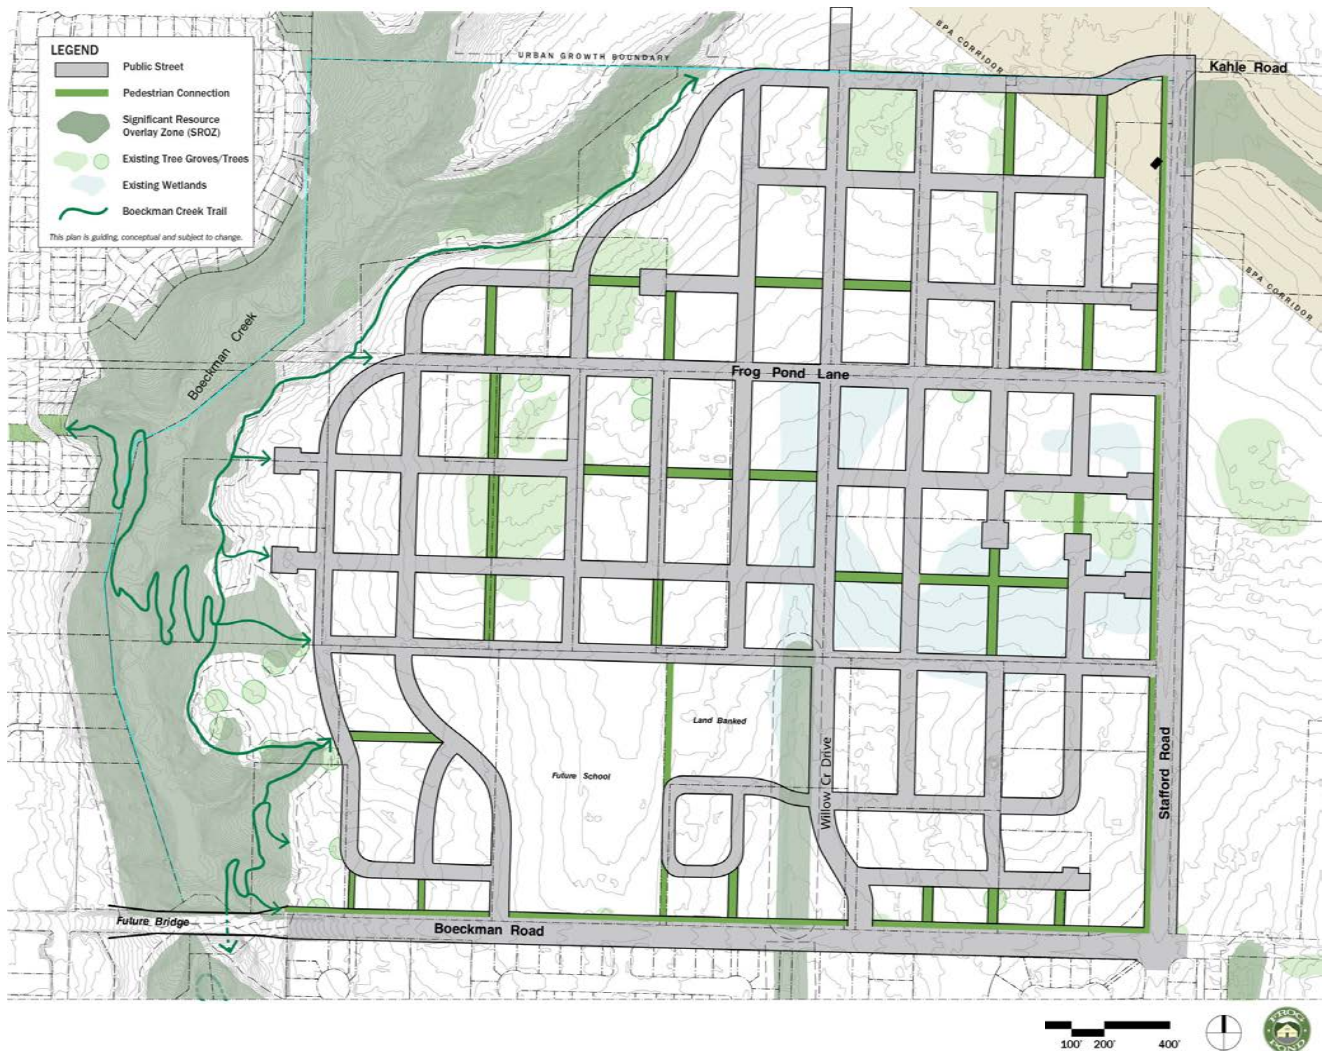 LEGEND
Public Street
Pedestrian Connection
Significant Resource
Overlay Zone (SROZ)
Existing Tree Groves/Trees
Existing Wetlands
Boeckman Creek Trail
This plan is guiding, conceptual and subject to change.
URBAN GROWTH BOUNDARY
BPA CORRIDOR
Kahle Road
BPA CORRIDOR
Boeckman Creek
Frog Pond Lane
Land Banked
Future School
Willow Cr Drive
Stafford Road
Future Bridge
Boeckman Road
100' 200' 400'
FROG
POND